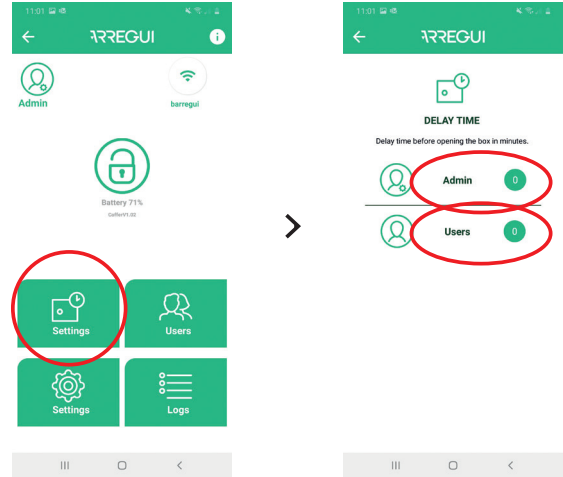 11:01
ARREGUI
Admin
barregui
Battery 71%
CofferV1.02
Settings
Users
Settings
Logs
11:01
ARREGUI
DELAY TIME
Delay time before opening the box in minutes.
Admin
0
Users
0